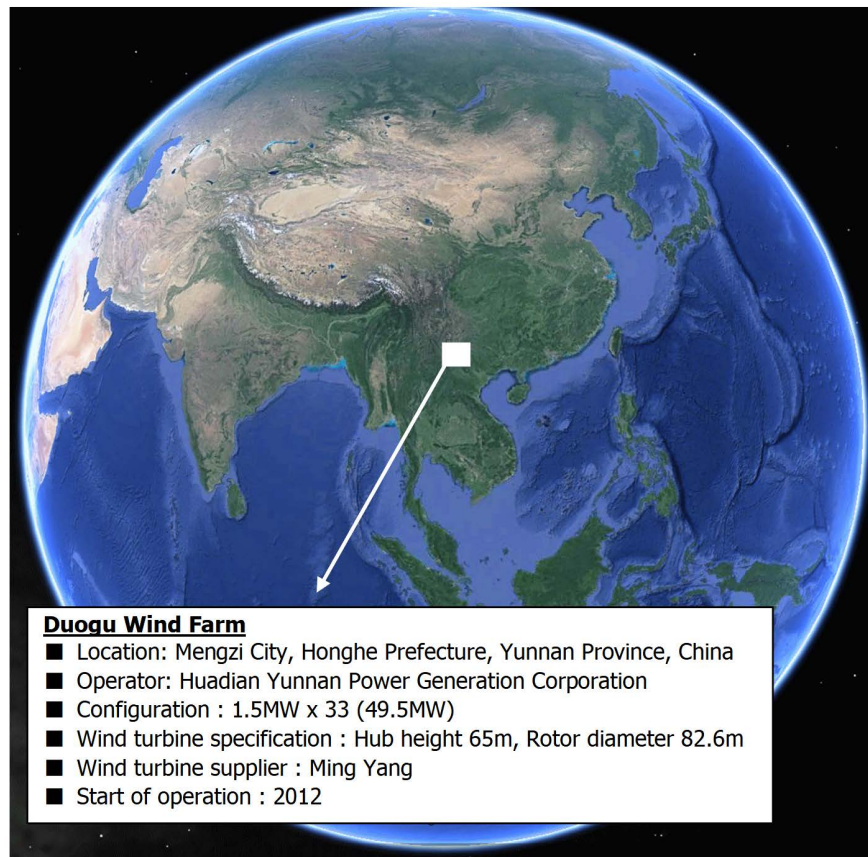 Duogu Wind Farm
■ Location: Mengzi City, Honghe Prefecture, Yunnan Province, China
■ Operator: Huadian Yunnan Power Generation Corporation
■ Configuration : 1.5MW x 33 (49.5MW)
■ Wind turbine specification : Hub height 65m, Rotor diameter 82.6m
■ Wind turbine supplier : Ming Yang
■ Start of operation : 2012